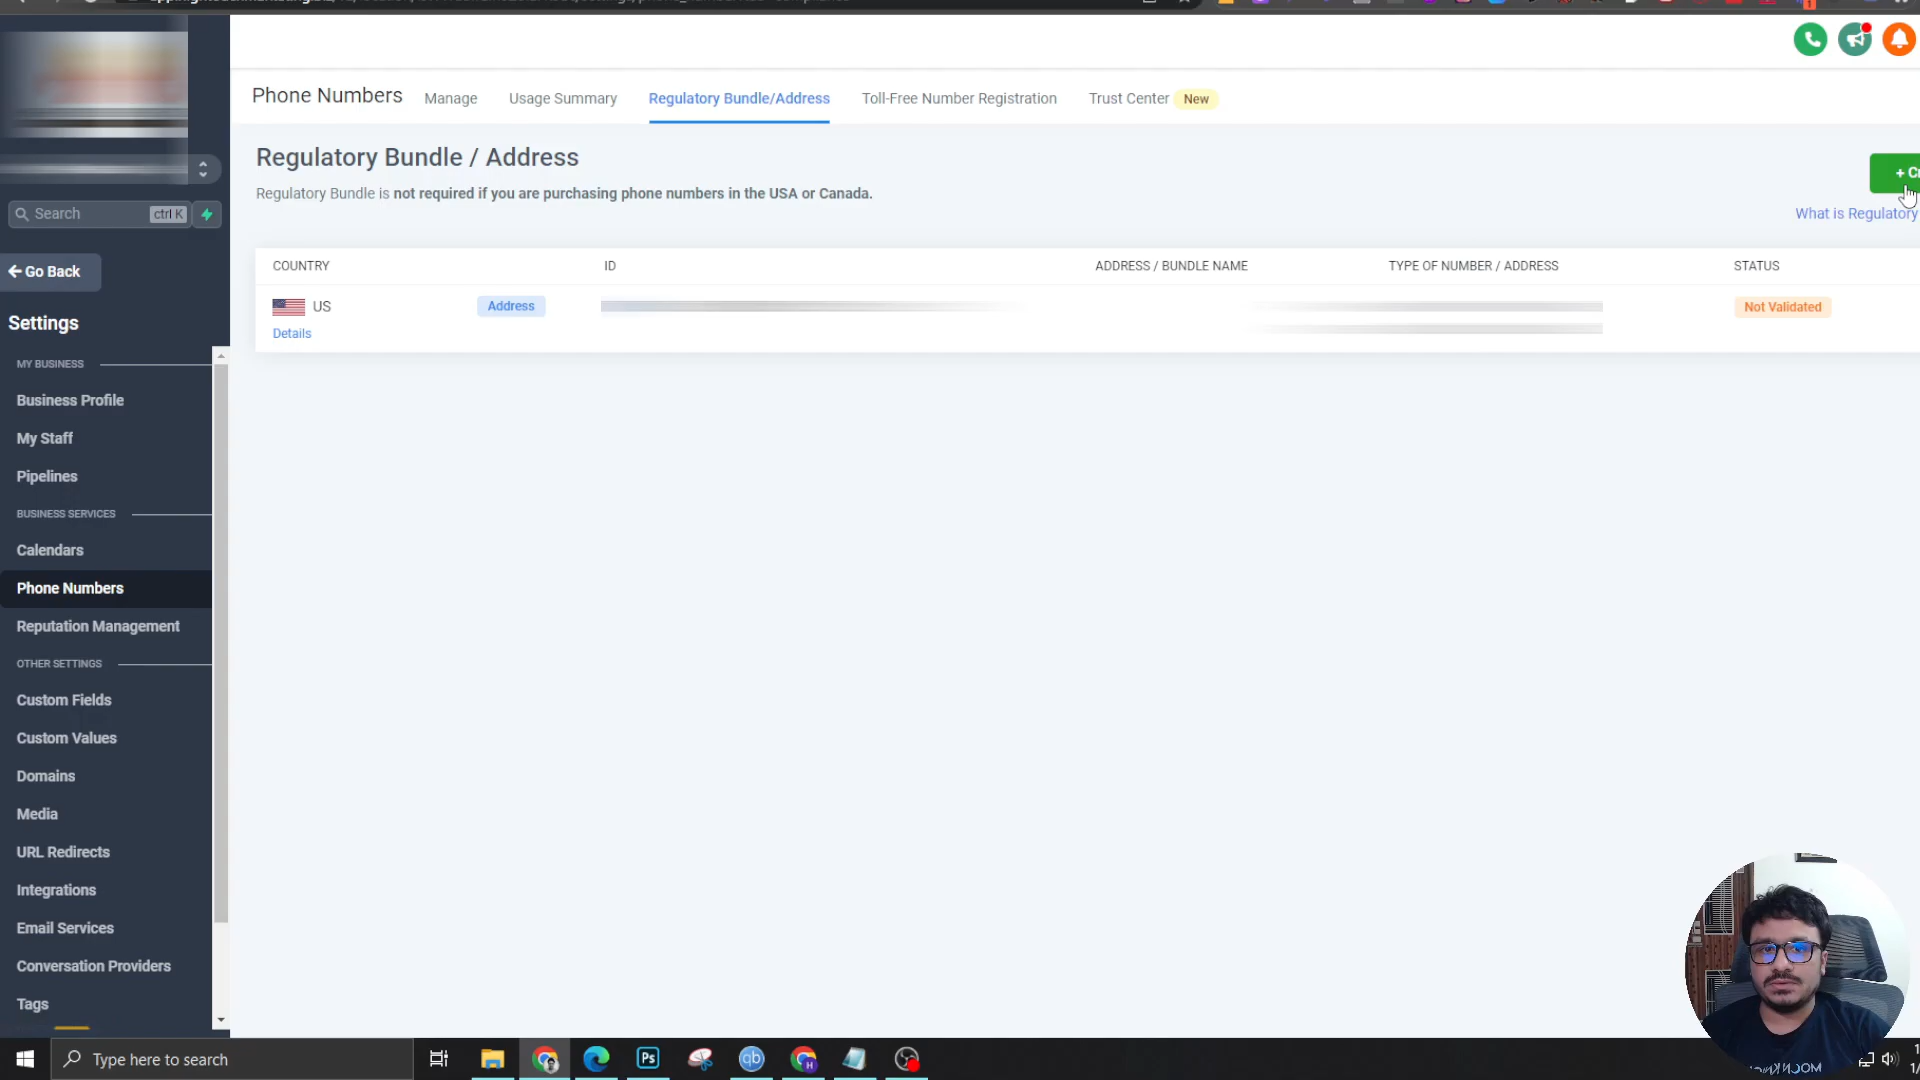 Phone Numbers
Manage
Usage Summary
Regulatory Bundle/Address
Toll-Free Number Registration
Trust Center
New
Search
ctrl K
Go Back
Settings
MY BUSINESS
Business Profile
My Staff
Pipelines
BUSINESS SERVICES
Calendars
Phone Numbers
Reputation Management
OTHER SETTINGS
Custom Fields
Custom Values
Domains
Media
URL Redirects
Integrations
Email Services
Conversation Providers
Tags
Regulatory Bundle / Address
Regulatory Bundle is not required if you are purchasing phone numbers in the USA or Canada.
What is Regulatory
COUNTRY
ID
ADDRESS / BUNDLE NAME
TYPE OF NUMBER / ADDRESS
STATUS
US
Address
Not Validated
Details
Type here to search
Ps
qb